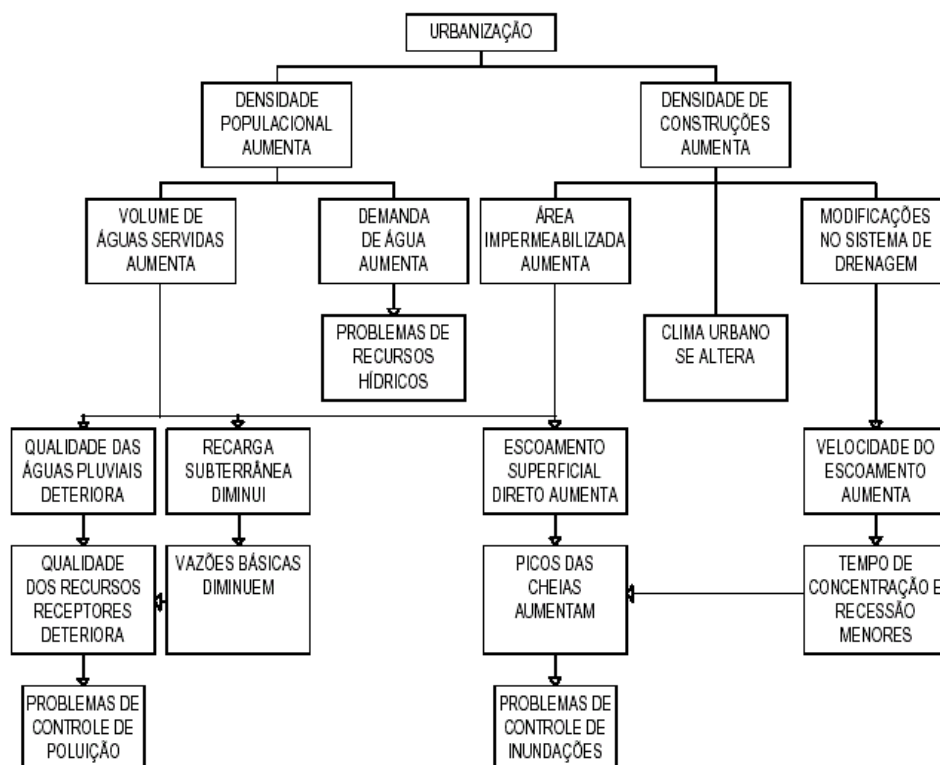 URBANIZAÇÃO
DENSIDADE
POPULACIONAL
AUMENTA
DENSIDADE DE
CONSTRUÇÕES
AUMENTA
VOLUME DE
ÁGUAS SERVIDAS
AUMENTA
DEMANDA
DE ÁGUA
AUMENTA
ÁREA
IMPERMEABILIZADA
AUMENTA
MODIFICAÇÕES
NO SISTEMA DE
DRENAGEM
PROBLEMAS DE
RECURSOS
HÍDRICOS
CLIMA URBANO
SE ALTERA
QUALIDADE DAS
ÁGUAS PLUVIAIS
DETERIORA
RECARGA
SUBTERRÂNEA
DIMINUI
ESCOAMENTO
SUPERFICIAL
DIRETO AUMENTA
VELOCIDADE DO
ESCOAMENTO
AUMENTA
QUALIDADE
DOS RECURSOS
RECEPTORES
DETERIORA
VAZÕES BÁSICAS
DIMINUEM
PICOS DAS
CHEIAS
AUMENTAM
TEMPO DE
CONCENTRAÇÃO E
RECESSÃO
MENORES
PROBLEMAS DE
CONTROLE DE
POLUIÇÃO
PROBLEMAS DE
CONTROLE DE
INUNDAÇÕES